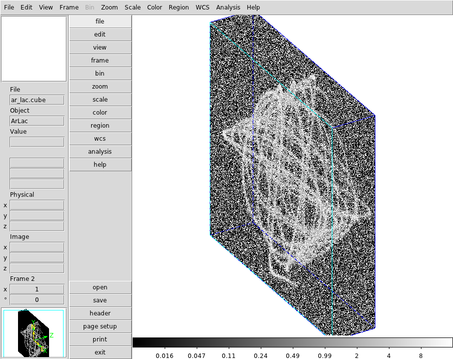 File Edit View Frame Bin Zoom Scale Color Region WCS Analysis Help
file
edit
view
frame
bin
zoom
scale
color
region
wcs
analysis
help
File
ar_lac.cube
Object
ArLac
Value
Physical
x
y
z
Image
x
y
z
Frame 2
x 1
° 0
open
save
header
page setup
print
exit
0.016 0.047 0.11 0.24 0.49 0.99 2 4 8